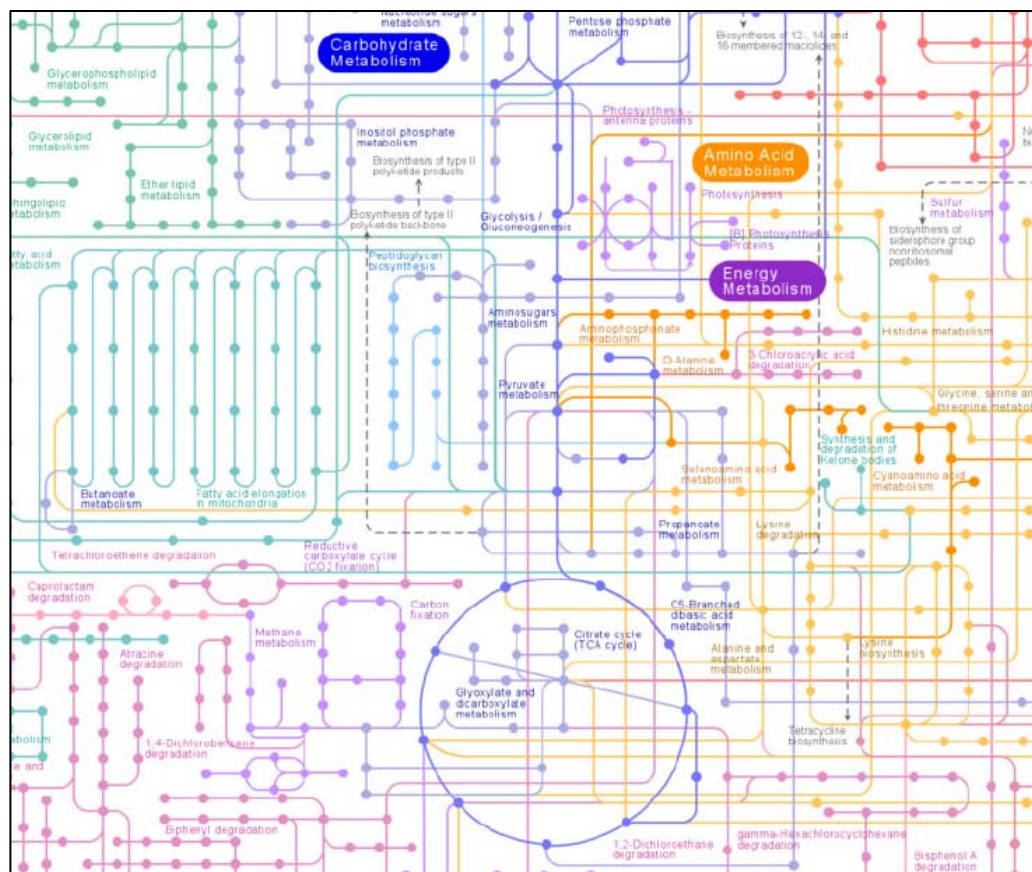 Nucleotide sugars
metabolism
Pentose phosphate
metabolism
Biosynthesis of 12-, 14- and
16-membered macrolides
Carbohydrate
Metabolism
Glycerophospholipid
metabolism
Photosynthesis -
antenna proteins
Glycerolipid
metabolism
Inositol phosphate
metabolism
Biosynthesis of type II
polyketide products
Amino Acid
Metabolism
Ether lipid
metabolism
Photosynthesis
Sulfur
metabolism
Biosynthesis of type II
polyketide backbone
Glycolysis /
Gluconeogenesis
[B] Photosynthesis
Proteins
Biosynthesis of
siderophore group
nonribosomal
peptides
Peptidoglycan
biosynthesis
Energy
Metabolism
Aminosugars
metabolism
Aminophosphonate
metabolism
Histidine metabolism
D-Alanine
metabolism
3-Chloroacrylic acid
degradation
Pyruvate
metabolism
Glycine, serine an
threonine metabol
Synthesis and
degradation of
Ketone bodies
Selenoamino acid
metabolism
Cyanoamino acid
metabolism
Butanoate
metabolism
Fatty acid elongation
in mitochondria
Propanoate
metabolism
Lysine
degradation
Tetrachloroethene degradation
Reductive
carboxylate cycle
(CO2 fixation)
Caprolactam
degradation
Carbon
fixation
C5-Branched
dibasic acid
metabolism
Methane
metabolism
Citrate cycle
(TCA cycle)
Atrazine
degradation
Alanine and
aspartate
metabolism
Lysine
biosynthesis
Glyoxylate and
dicarboxylate
metabolism
1,4-Dichlorobenzene
degradation
Tetracycline
biosynthesis
Biphenyl degradation
1,2-Dichloroethane
degradation
gamma-Hexachlorocyclohexane
degradation
Bisphenol A
degradation